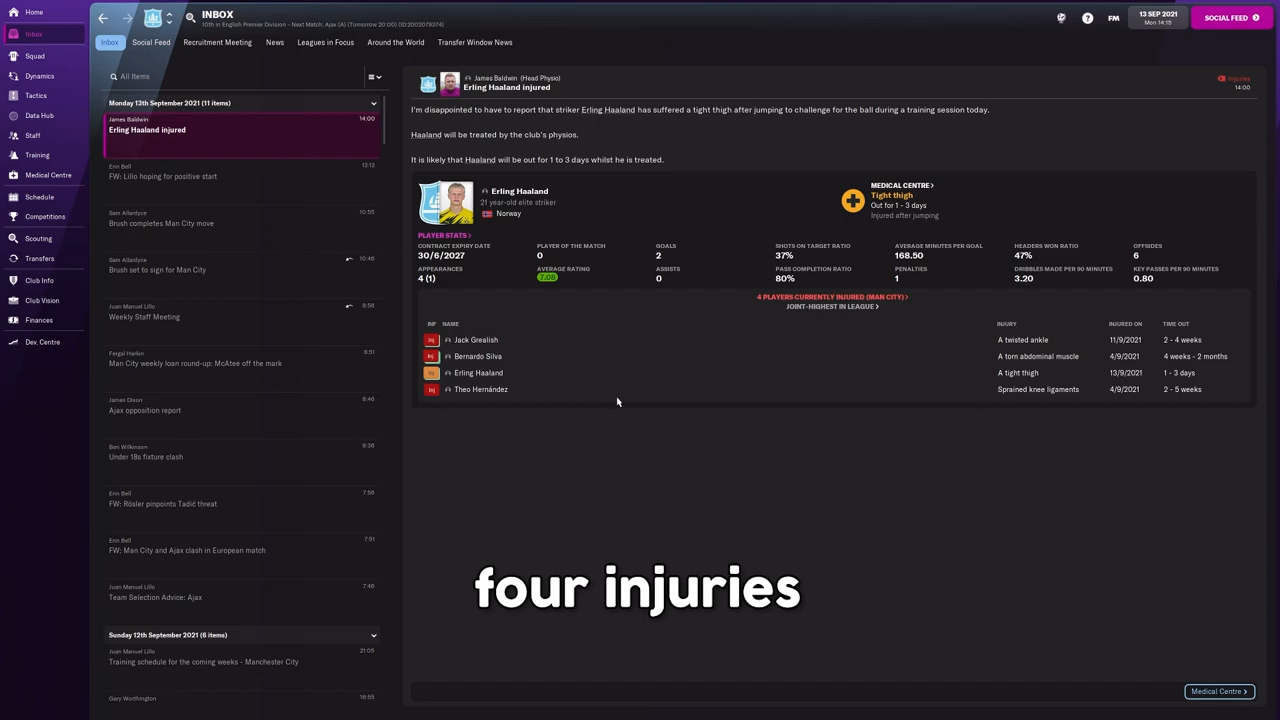 Home
Inbox
Squad
Dynamics
Tactics
Data Hub
Staff
Training
Medical Centre
Schedule
Competitions
Scouting
Transfers
Club Info
Club Vision
Finances
Dev. Centre
INBOX
10th in English Premier Division - Next Match: Ajax (A) (Tomorrow 20:00) (ID:2002079374)
FM
13 SEP 2021
Mon 14:15
SOCIAL FEED
Inbox
Social Feed
Recruitment Meeting
News
Leagues in Focus
Around the World
Transfer Window News
All Items
Monday 13th September 2021 (11 items)
James Baldwin 14:00
Erling Haaland injured
Erin Bell 12:12
FW: Lillo hoping for positive start
Sam Allardyce 10:55
Brush completes Man City move
Sam Allardyce 10:46
Brush set to sign for Man City
Juan Manuel Lillo 8:56
Weekly Staff Meeting
Fergal Harkin 8:51
Man City weekly loan round-up: McAtee off the mark
James Dixon 8:46
Ajax opposition report
Ben Wilkinson 8:36
Under 18s fixture clash
Erin Bell 7:56
FW: Rösler pinpoints Tadić threat
Erin Bell 7:51
FW: Man City and Ajax clash in European match
Juan Manuel Lillo 7:46
Team Selection Advice: Ajax
Sunday 12th September 2021 (6 items)
Juan Manuel Lillo 21:05
Training schedule for the coming weeks - Manchester City
Gary Worthington 18:55
James Baldwin (Head Physio)
Erling Haaland injured
Injuries
14:00
I'm disappointed to have to report that striker Erling Haaland has suffered a tight thigh after jumping to challenge for the ball during a training session today.
Haaland will be treated by the club's physios.
It is likely that Haaland will be out for 1 to 3 days whilst he is treated.
Erling Haaland
21 year-old elite striker
Norway
MEDICAL CENTRE >
Tight thigh
Out for 1 - 3 days
Injured after jumping
PLAYER STATS >
CONTRACT EXPIRY DATE PLAYER OF THE MATCH GOALS SHOTS ON TARGET RATIO AVERAGE MINUTES PER GOAL HEADERS WON RATIO OFFSIDES
30/6/2027 0 2 37% 168.50 47% 6
APPEARANCES AVERAGE RATING ASSISTS PASS COMPLETION RATIO PENALTIES DRIBBLES MADE PER 90 MINUTES KEY PASSES PER 90 MINUTES
4 (1) 7.08 0 80% 1 3.20 0.80
4 PLAYERS CURRENTLY INJURED (MAN CITY) >
JOINT-HIGHEST IN LEAGUE >
INF NAME INJURY INJURED ON TIME OUT
Inj Jack Grealish A twisted ankle 11/9/2021 2 - 4 weeks
Inj Bernardo Silva A torn abdominal muscle 4/9/2021 4 weeks - 2 months
Inj Erling Haaland A tight thigh 13/9/2021 1 - 3 days
Inj Theo Hernández Sprained knee ligaments 4/9/2021 2 - 5 weeks
four injuries
Medical Centre >